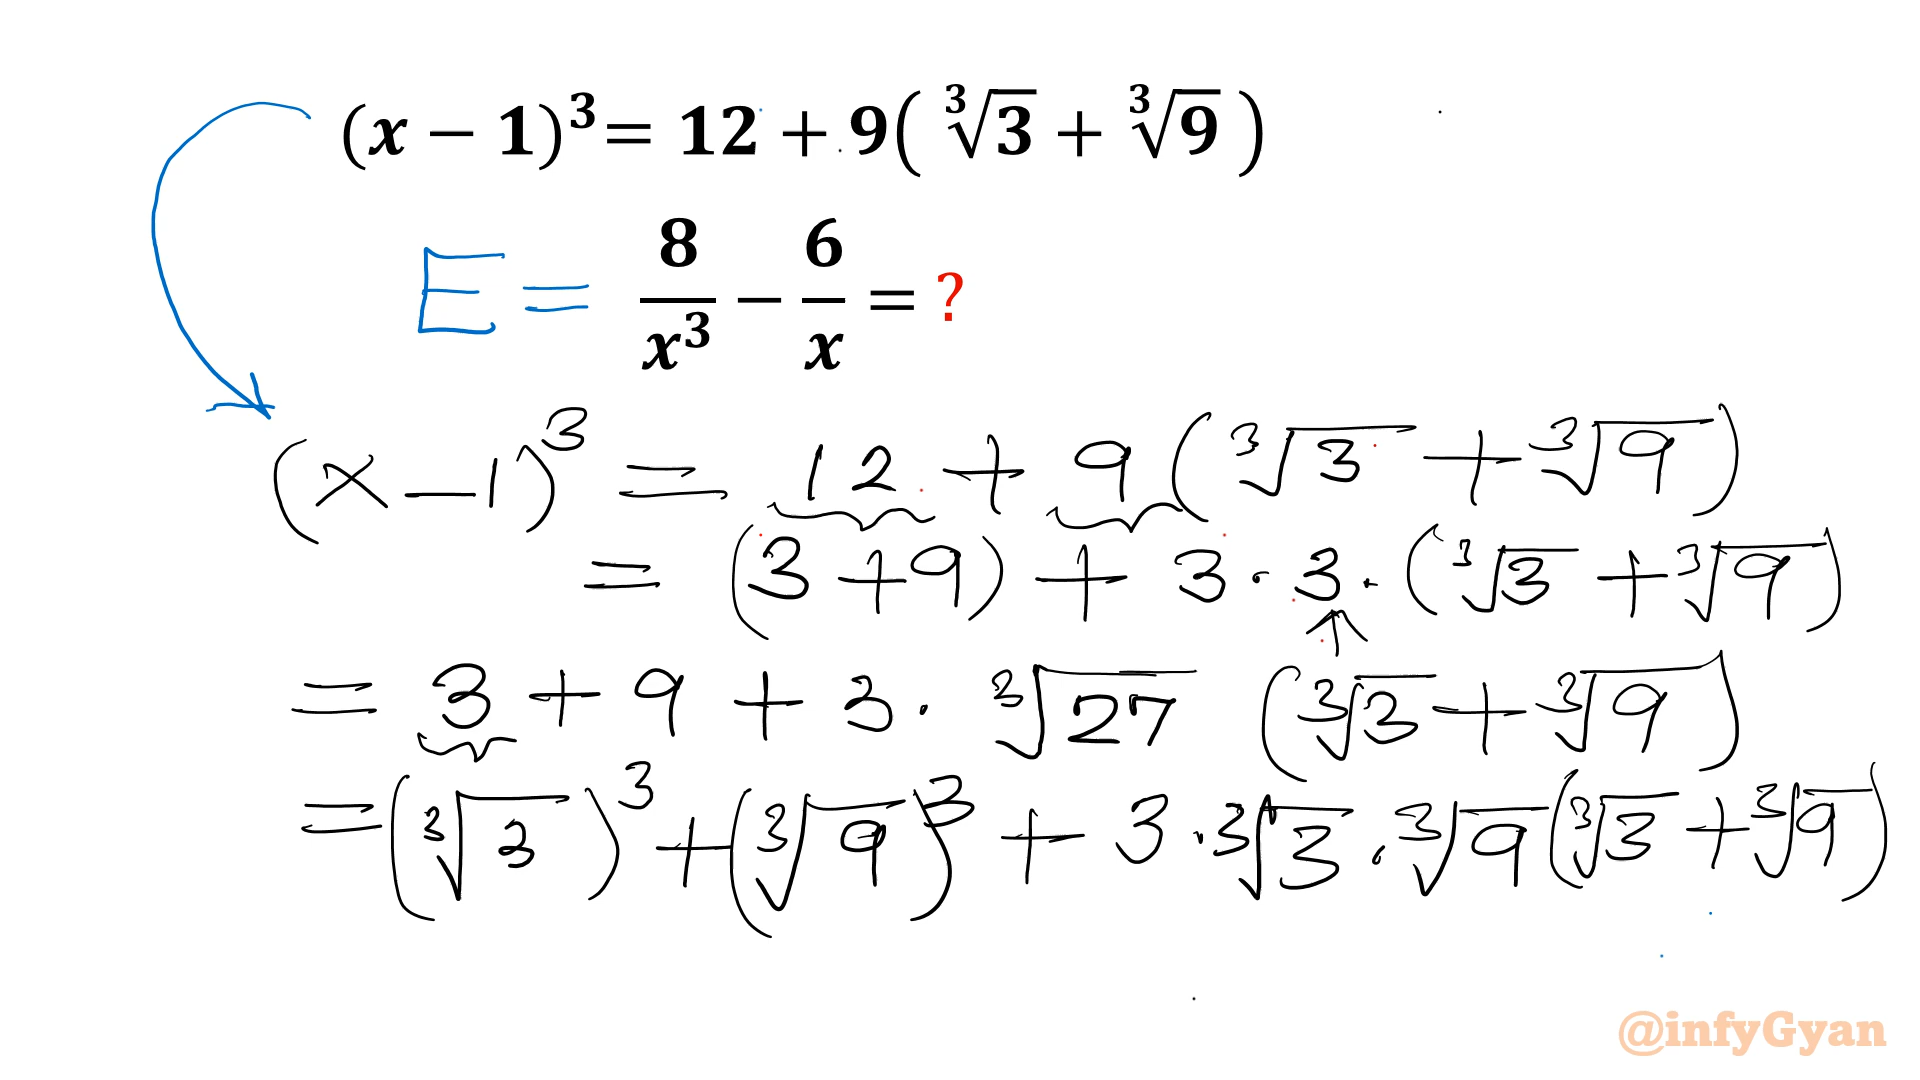 (x − 1)³ = 12 + 9(∛3 + ∛9)
E = 8/x³ − 6/x = ?
(x − 1)³ = 12 + 9(∛3 + ∛9)
= (3 + 9) + 3 · 3 · (∛3 + ∛9)
= 3 + 9 + 3 · ∛27 (∛3 + ∛9)
= (∛3)³ + (∛9)³ + 3 · ∛3 · ∛9 (∛3 + ∛9)
@infyGyan